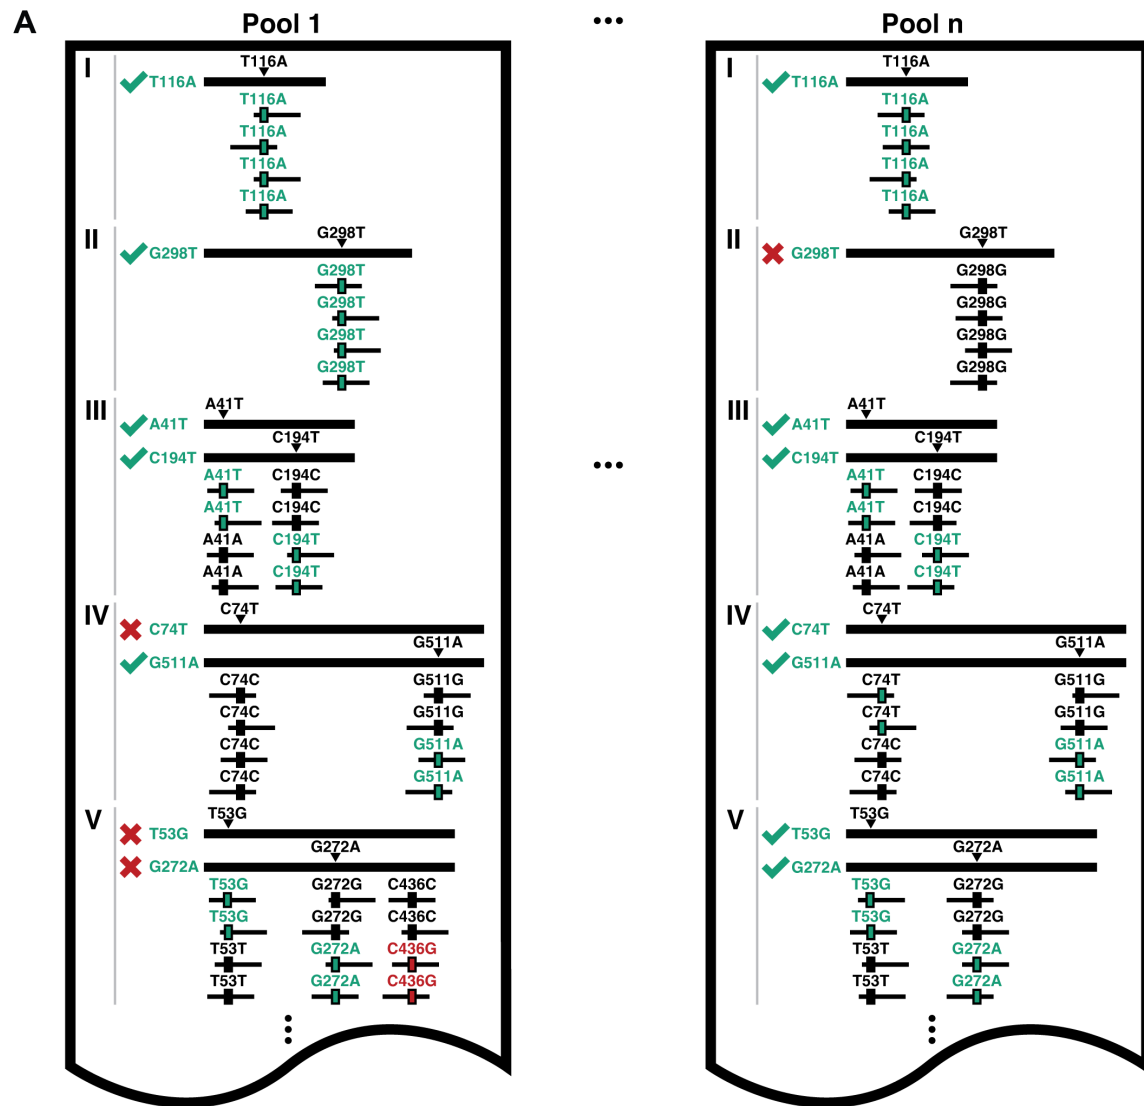 A
Pool 1
...
Pool n
I
T116A
T116A
T116A
T116A
T116A
T116A
II
G298T
G298T
G298T
G298T
G298T
G298T
III
A41T
A41T
C194T
C194T
A41T C194C
A41T C194C
A41A C194T
A41A C194T
IV
C74T
C74T
G511A
G511A
C74C G511G
C74C G511G
C74C G511A
C74C G511A
V
T53G
T53G
G272A
G272A
T53G G272G C436C
T53G G272G C436C
T53T G272A C436G
T53T G272A C436G
...
I
T116A
T116A
T116A
T116A
T116A
T116A
II
G298T
G298T
G298G
G298G
G298G
G298G
III
A41T
A41T
C194T
C194T
A41T C194C
A41T C194C
A41A C194T
A41A C194T
IV
C74T
C74T
G511A
G511A
C74T G511G
C74T G511G
C74C G511A
C74C G511A
V
T53G
T53G
G272A
G272A
T53G G272G
T53G G272G
T53T G272A
T53T G272A